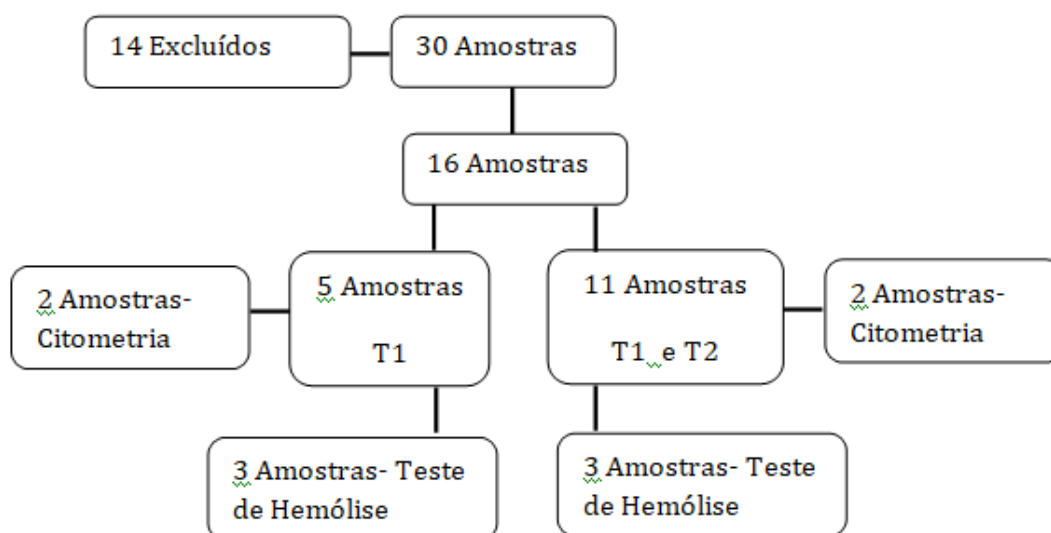 14 Excluídos
30 Amostras
16 Amostras
2 Amostras-
Citometria
5 Amostras
T1
11 Amostras
T1 e T2
2 Amostras-
Citometria
3 Amostras- Teste
de Hemólise
3 Amostras- Teste
de Hemólise